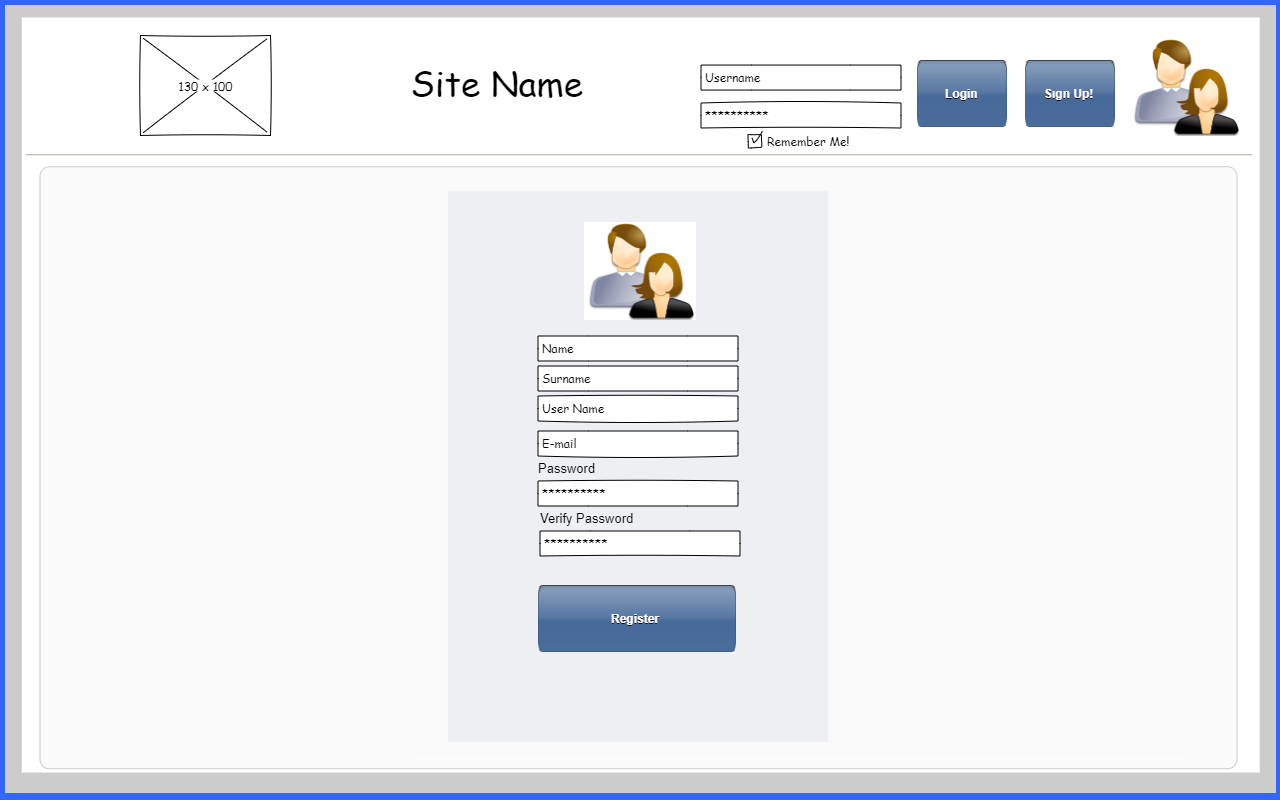 130 x 100
Site Name
Username
**********
Remember Me!
Login
Sign Up!
Name
Surname
User Name
E-mail
Password
**********
Verify Password
**********
Register